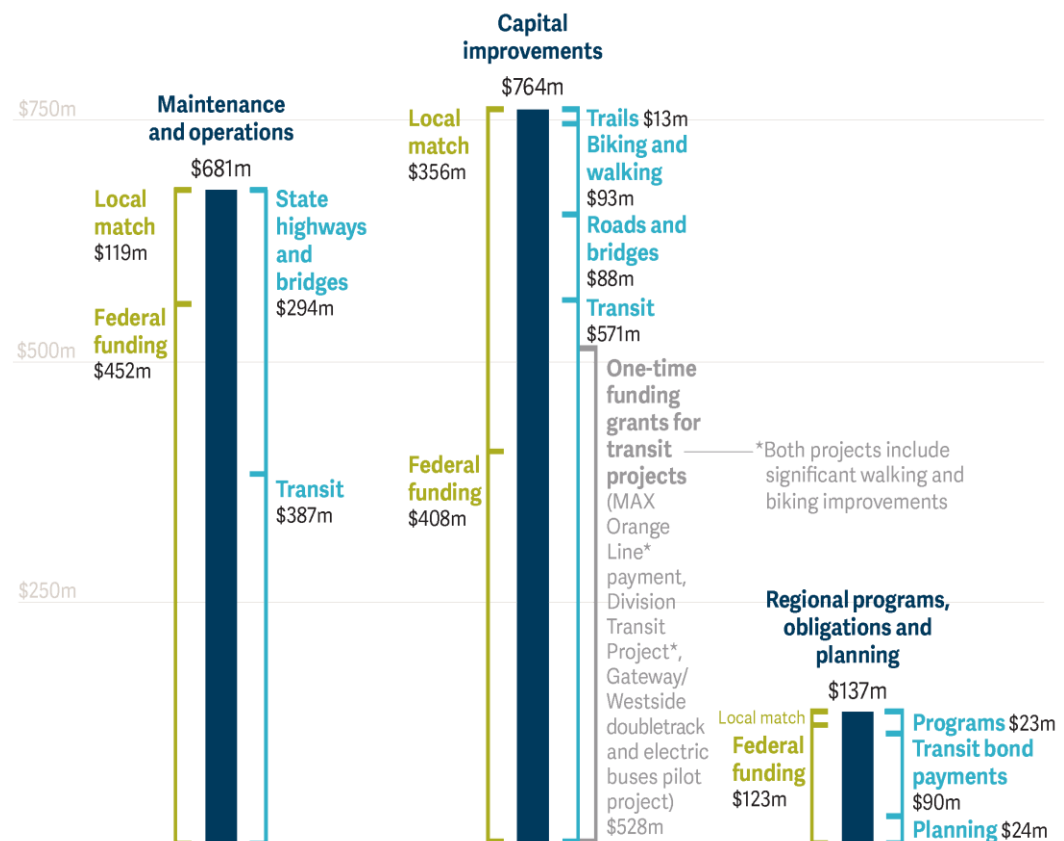 Capital
improvements
$764m
$750m
Maintenance
and operations
$681m
Local
match
$119m
Federal
funding
$452m
State
highways
and
bridges
$294m
Transit
$387m
Local
match
$356m
Federal
funding
$408m
Trails $13m
Biking and
walking
$93m
Roads and
bridges
$88m
Transit
$571m
$500m
One-time
funding
grants for
transit
projects
(MAX
Orange
Line*
payment,
Division
Transit
Project*,
Gateway/
Westside
doubletrack
and electric
buses pilot
project)
$528m
*Both projects include
significant walking and
biking improvements
$250m
Regional programs,
obligations and
planning
$137m
Local match
Federal
funding
$123m
Programs $23m
Transit bond
payments
$90m
Planning $24m